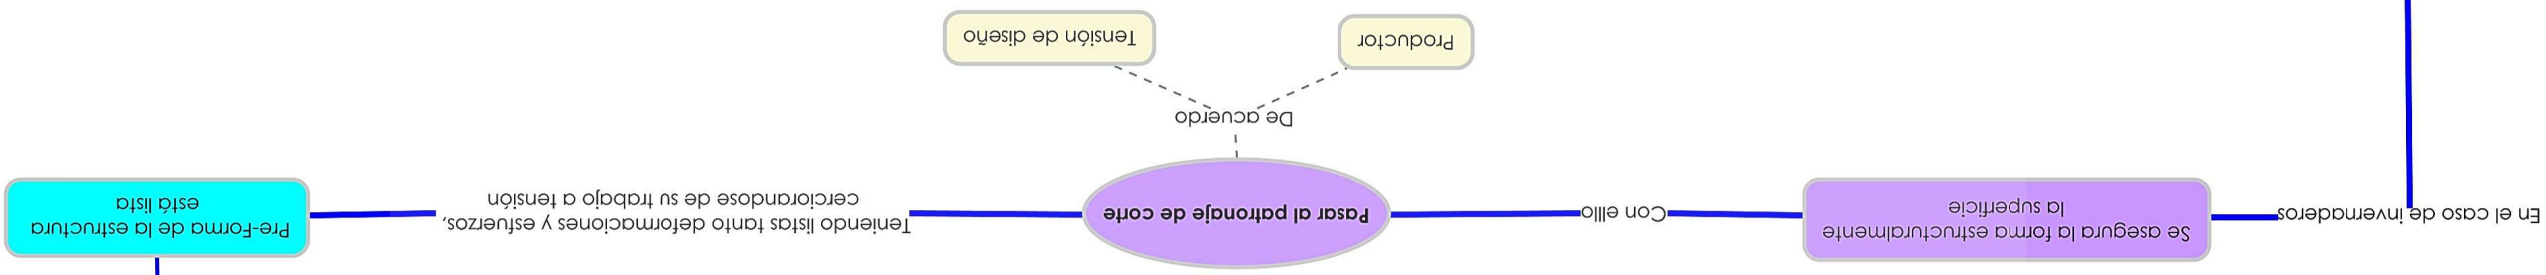 En el caso de invernaderos
Se asegura la forma estructuralmente
la superficie
Con elllo
Pasar al patronaje de corte
Teniendo listas tanto deformaciones y esfuerzos,
cerciorandose de su trabajo a tensión
Pre-Forma de la estructura
está lista
De acuerdo
Productor
Tensión de diseño